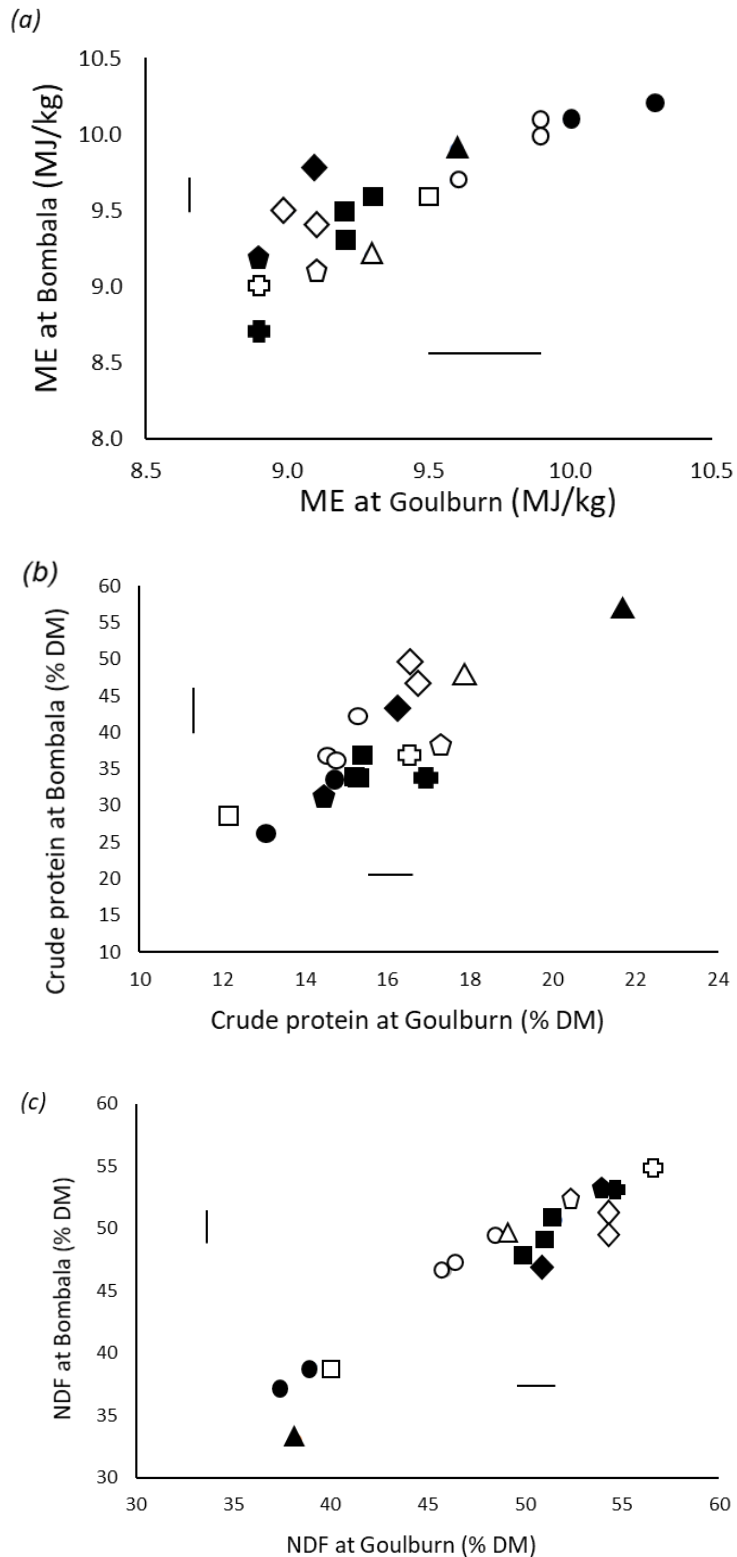 (a)
10.5
10.0
9.5
9.0
8.5
8.0
ME at Bombala (MJ/kg)
8.5 9.0 9.5 10.0 10.5
ME at Goulburn (MJ/kg)
(b)
60
55
50
45
40
35
30
25
20
15
10
Crude protein at Bombala (% DM)
10 12 14 16 18 20 22 24
Crude protein at Goulburn (% DM)
(c)
60
55
50
45
40
35
30
NDF at Bombala (% DM)
30 35 40 45 50 55 60
NDF at Goulburn (% DM)